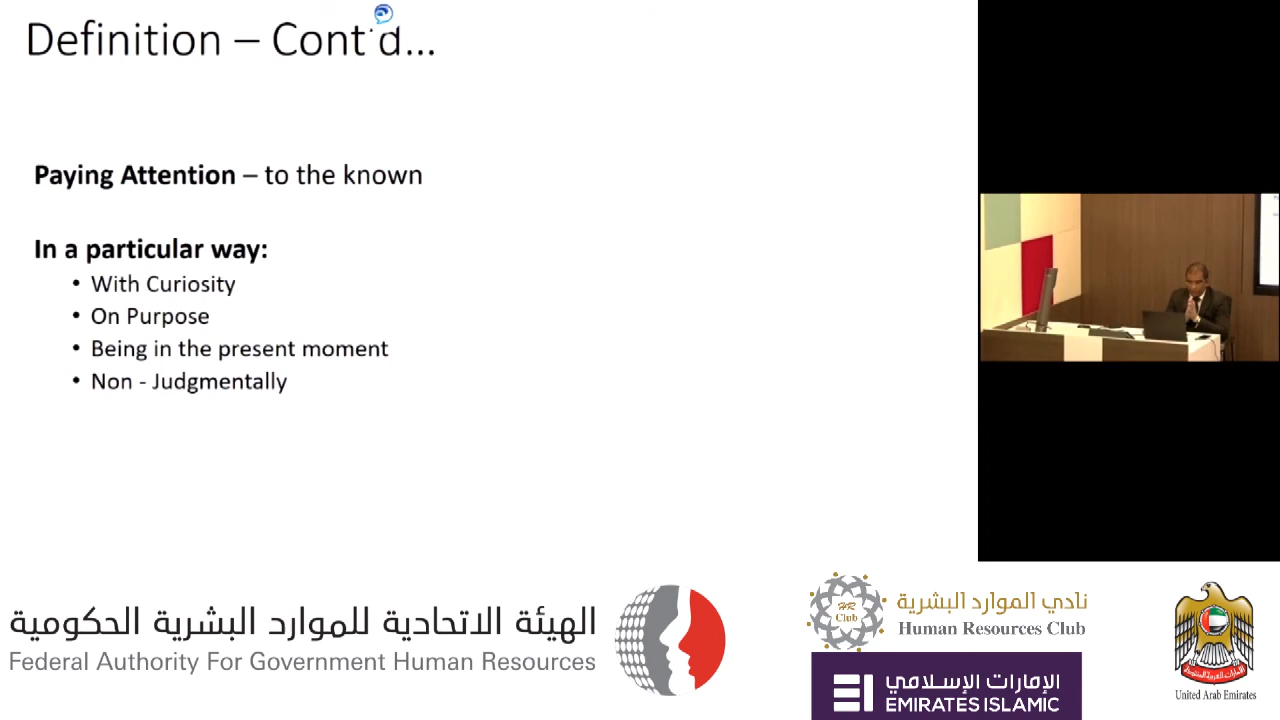 Definition – Cont'd...
Paying Attention – to the known
In a particular way:
• With Curiosity
• On Purpose
• Being in the present moment
• Non - Judgmentally
الهيئة الاتحادية للموارد البشرية الحكومية
Federal Authority For Government Human Resources
HR
Club
نادي الموارد البشرية
Human Resources Club
الإمارات الإسلامي
EMIRATES ISLAMIC
United Arab Emirates